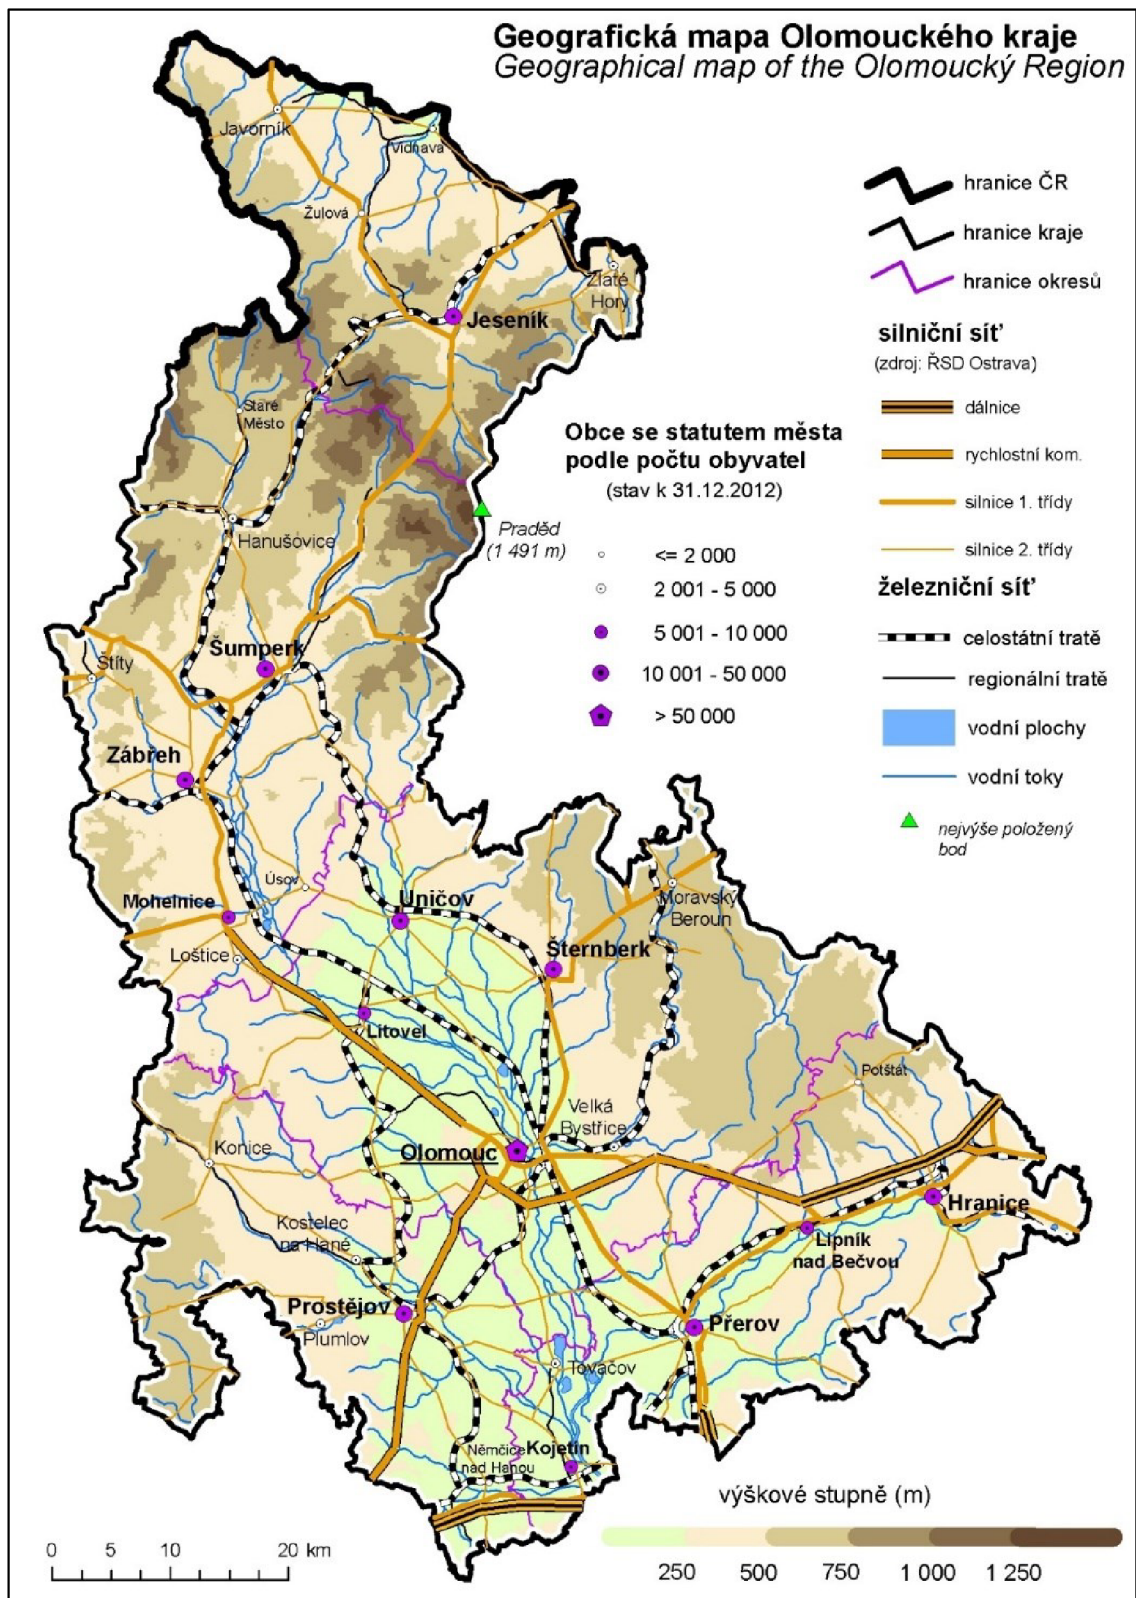 Geografická mapa Olomouckého kraje
Geographical map of the Olomoucký Region
Javorník
Vidnava
Žulová
Zlaté
Hory
Jeseník
Staré
Město
Hanušovice
Praděd
(1 491 m)
Šumperk
Štíty
Zábřeh
Úsov
Mohelnice
Uničov
Moravský
Beroun
Loštice
Šternberk
Litovel
Potštát
Velká
Bystřice
Konice
Olomouc
Hranice
Kostelec
na Hané
Lipník
nad Bečvou
Prostějov
Plumlov
Přerov
Tovačov
Němčice
nad Hanou
Kojetín
hranice ČR
hranice kraje
hranice okresů
silniční síť
(zdroj: ŘSD Ostrava)
dálnice
rychlostní kom.
silnice 1. třídy
silnice 2. třídy
železniční síť
celostátní tratě
regionální tratě
vodní plochy
vodní toky
nejvýše položený
bod
Obce se statutem města
podle počtu obyvatel
(stav k 31.12.2012)
<= 2 000
2 001 - 5 000
5 001 - 10 000
10 001 - 50 000
> 50 000
výškové stupně (m)
250 500 750 1 000 1 250
0 5 10 20 km